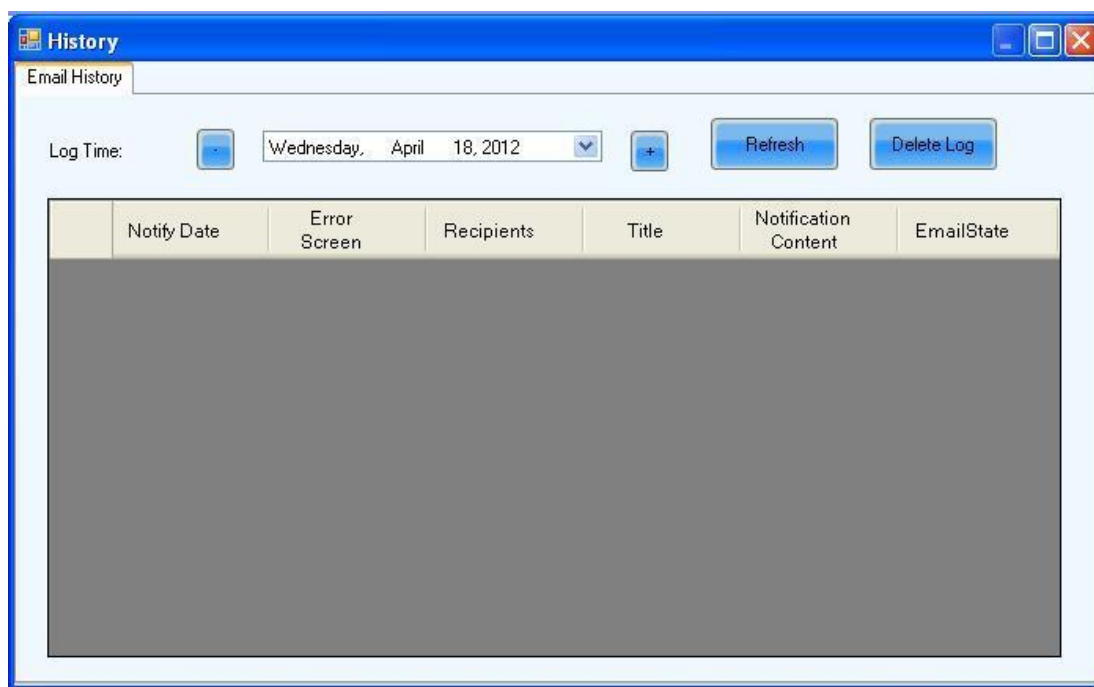 History
Email History
Log Time:
-
Wednesday, April 18, 2012
+
Refresh
Delete Log
Notify Date
Error
Screen
Recipients
Title
Notification
Content
EmailState